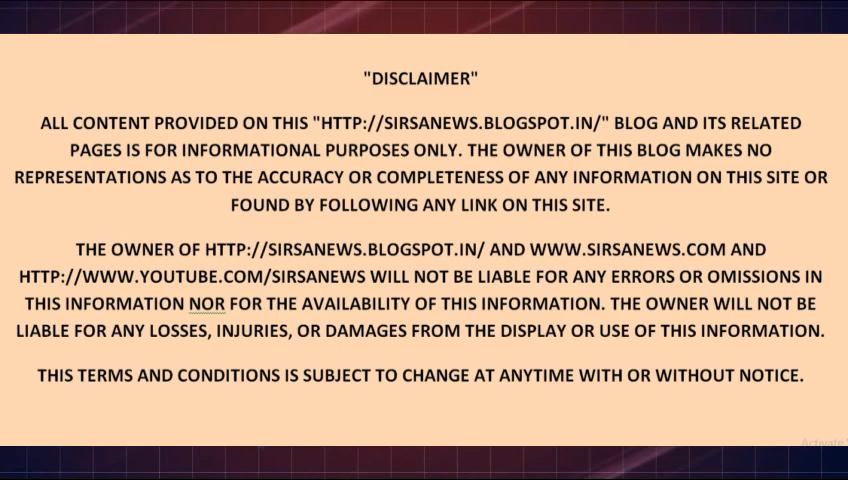 "DISCLAIMER"
ALL CONTENT PROVIDED ON THIS "HTTP://SIRSANEWS.BLOGSPOT.IN/" BLOG AND ITS RELATED
PAGES IS FOR INFORMATIONAL PURPOSES ONLY. THE OWNER OF THIS BLOG MAKES NO
REPRESENTATIONS AS TO THE ACCURACY OR COMPLETENESS OF ANY INFORMATION ON THIS SITE OR
FOUND BY FOLLOWING ANY LINK ON THIS SITE.
THE OWNER OF HTTP://SIRSANEWS.BLOGSPOT.IN/ AND WWW.SIRSANEWS.COM AND
HTTP://WWW.YOUTUBE.COM/SIRSANEWS WILL NOT BE LIABLE FOR ANY ERRORS OR OMISSIONS IN
THIS INFORMATION NOR FOR THE AVAILABILITY OF THIS INFORMATION. THE OWNER WILL NOT BE
LIABLE FOR ANY LOSSES, INJURIES, OR DAMAGES FROM THE DISPLAY OR USE OF THIS INFORMATION.
THIS TERMS AND CONDITIONS IS SUBJECT TO CHANGE AT ANYTIME WITH OR WITHOUT NOTICE.
Activate